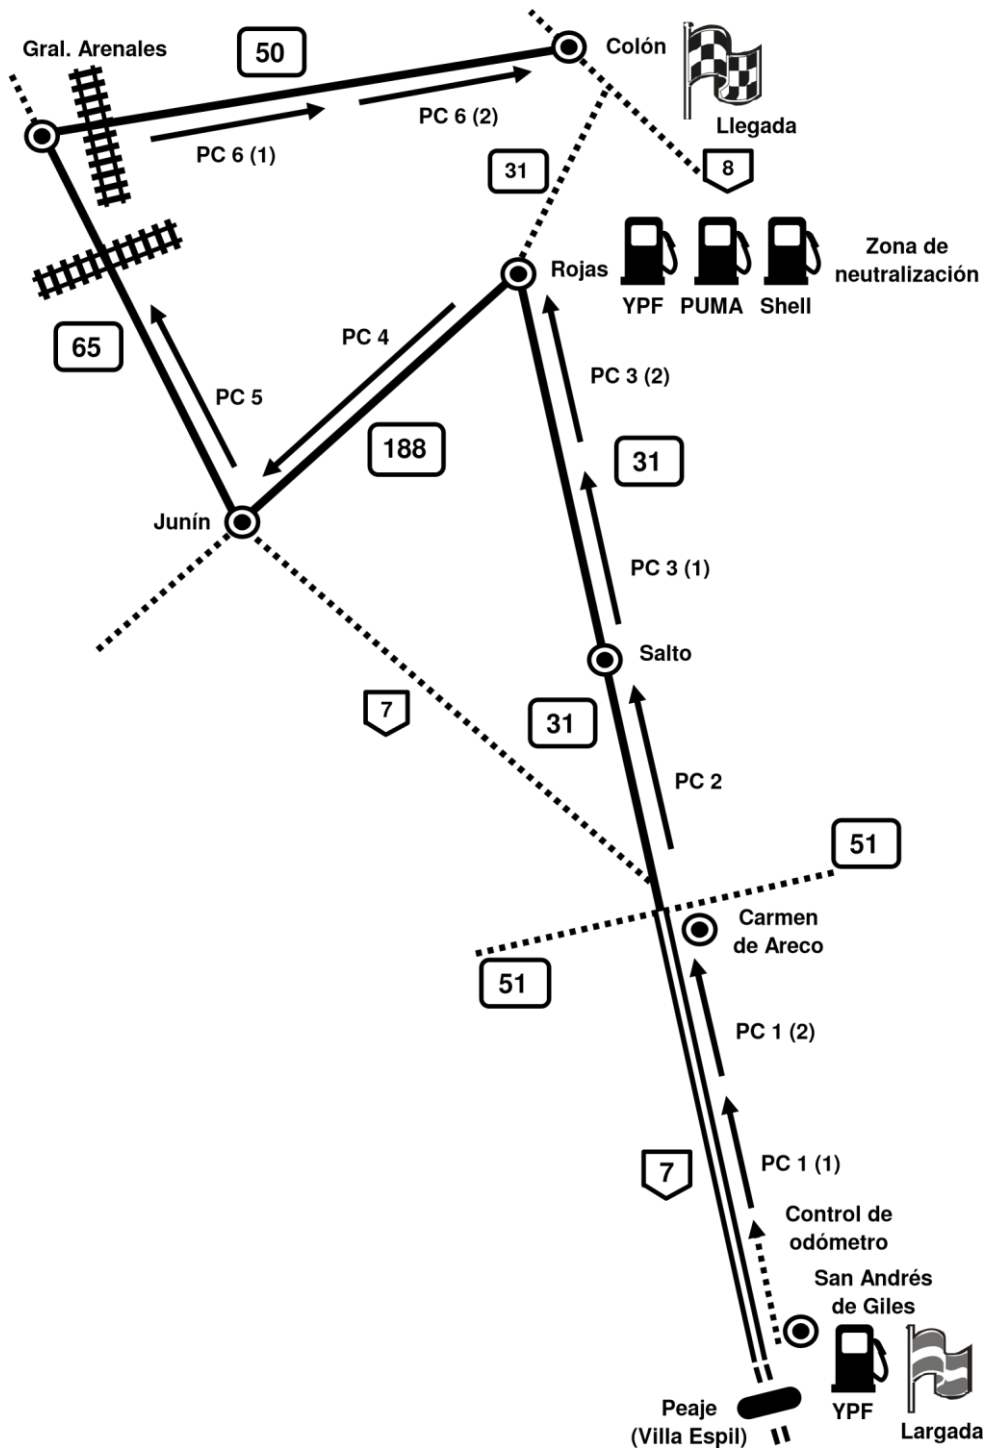 Gral. Arenales
50
Colón
Llegada
PC 6 (1)
PC 6 (2)
31
8
Rojas
YPF
PUMA
Shell
Zona de
neutralización
65
PC 4
PC 3 (2)
PC 5
188
31
Junín
PC 3 (1)
Salto
7
31
PC 2
51
Carmen
de Areco
51
PC 1 (2)
7
PC 1 (1)
Control de
odómetro
San Andrés
de Giles
YPF
Largada
Peaje
(Villa Espil)